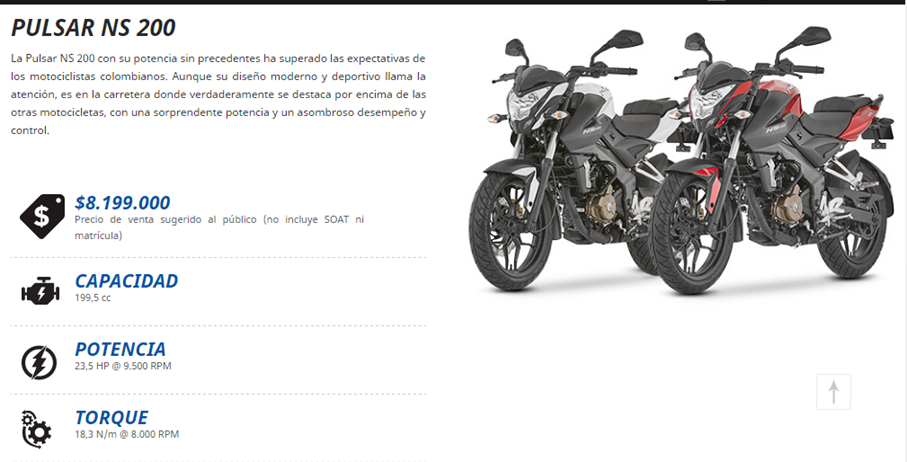 PULSAR NS 200
La Pulsar NS 200 con su potencia sin precedentes ha superado las expectativas de
los motociclistas colombianos. Aunque su diseño moderno y deportivo llama la
atención, es en la carretera donde verdaderamente se destaca por encima de las
otras motocicletas, con una sorprendente potencia y un asombroso desempeño y
control.
$8.199.000
Precio de venta sugerido al público (no incluye SOAT ni
matrícula)
CAPACIDAD
199,5 cc
POTENCIA
23,5 HP @ 9.500 RPM
TORQUE
18,3 N/m @ 8.000 RPM